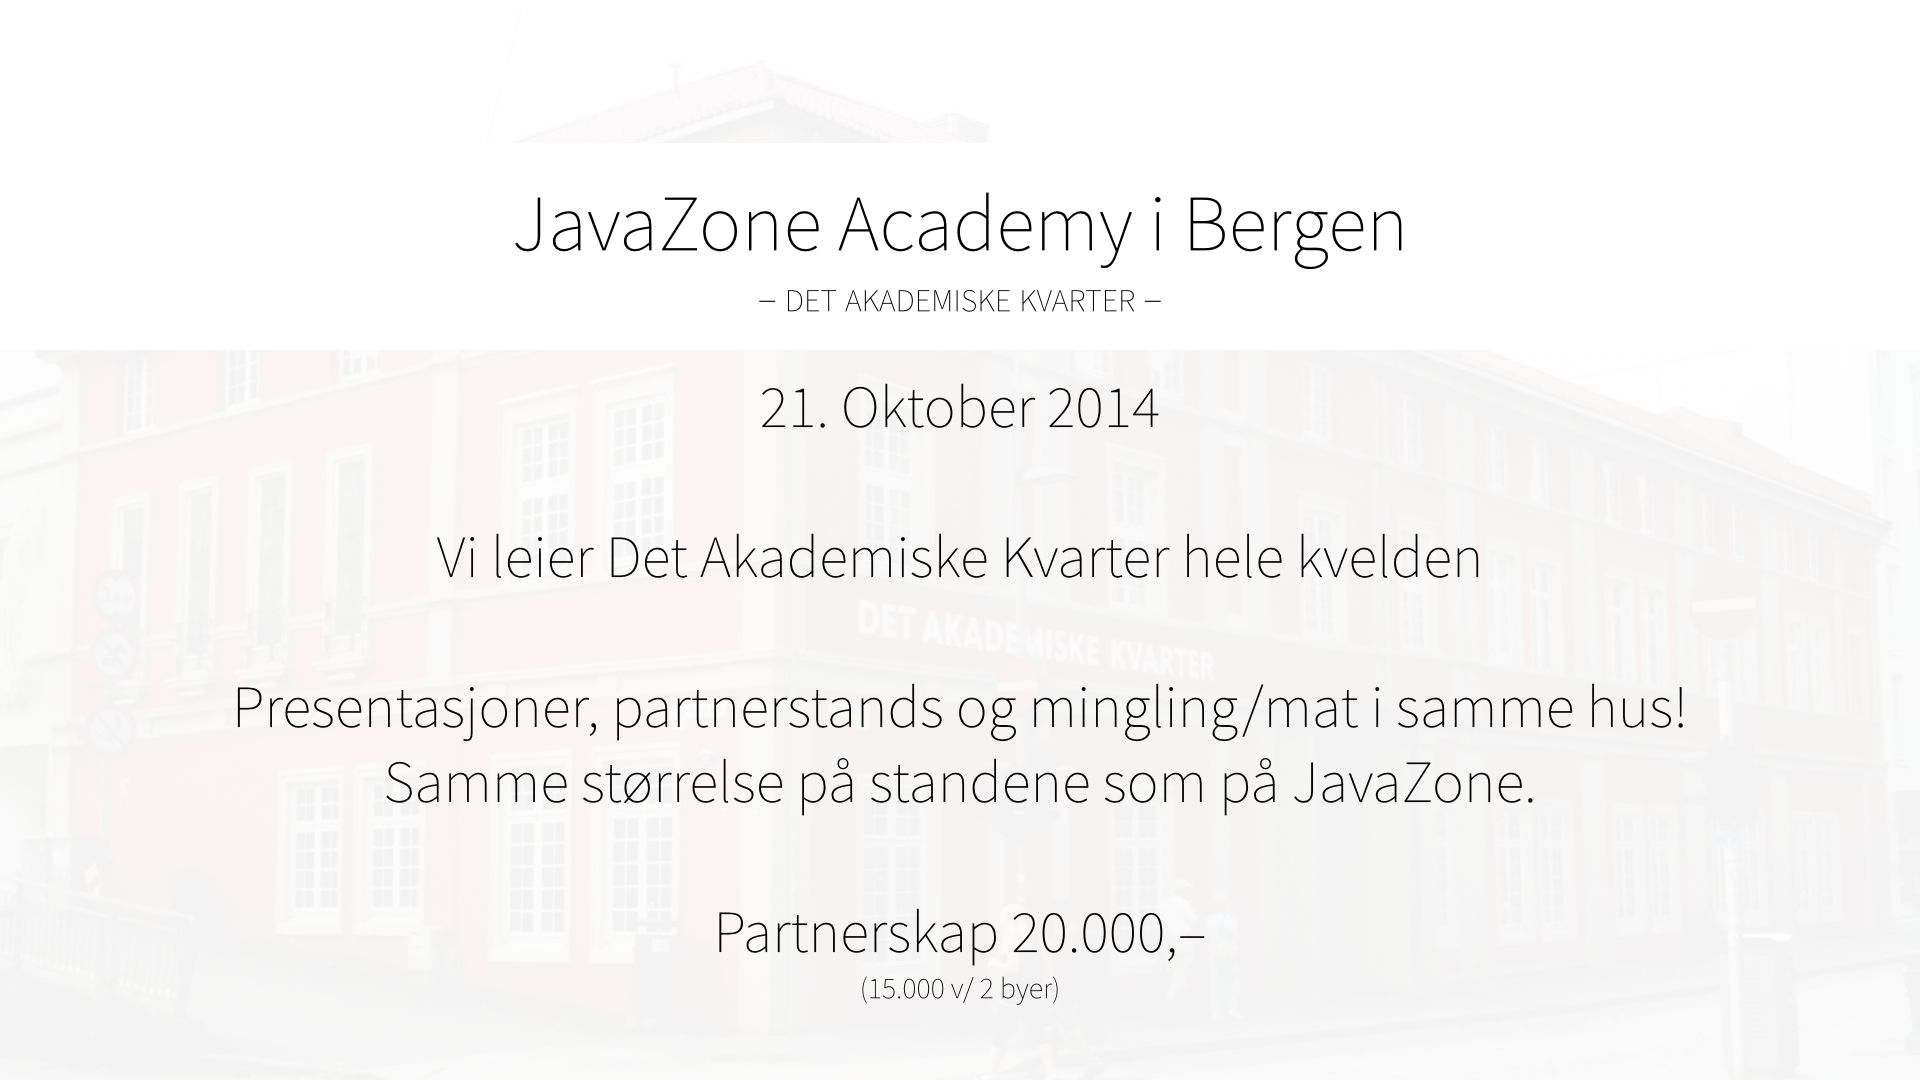 JavaZone Academy i Bergen
– DET AKADEMISKE KVARTER –
21. Oktober 2014
Vi leier Det Akademiske Kvarter hele kvelden
DET AKADEMISKE KVARTER
Presentasjoner, partnerstands og mingling/mat i samme hus!
Samme størrelse på standene som på JavaZone.
Partnerskap 20.000,–
(15.000 v/ 2 byer)